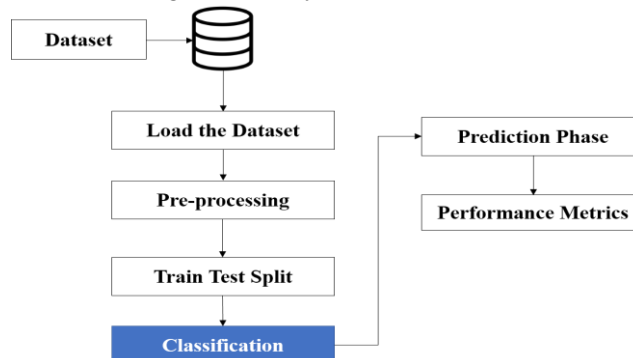 Dataset
Load the Dataset
Pre-processing
Train Test Split
Classification
Prediction Phase
Performance Metrics